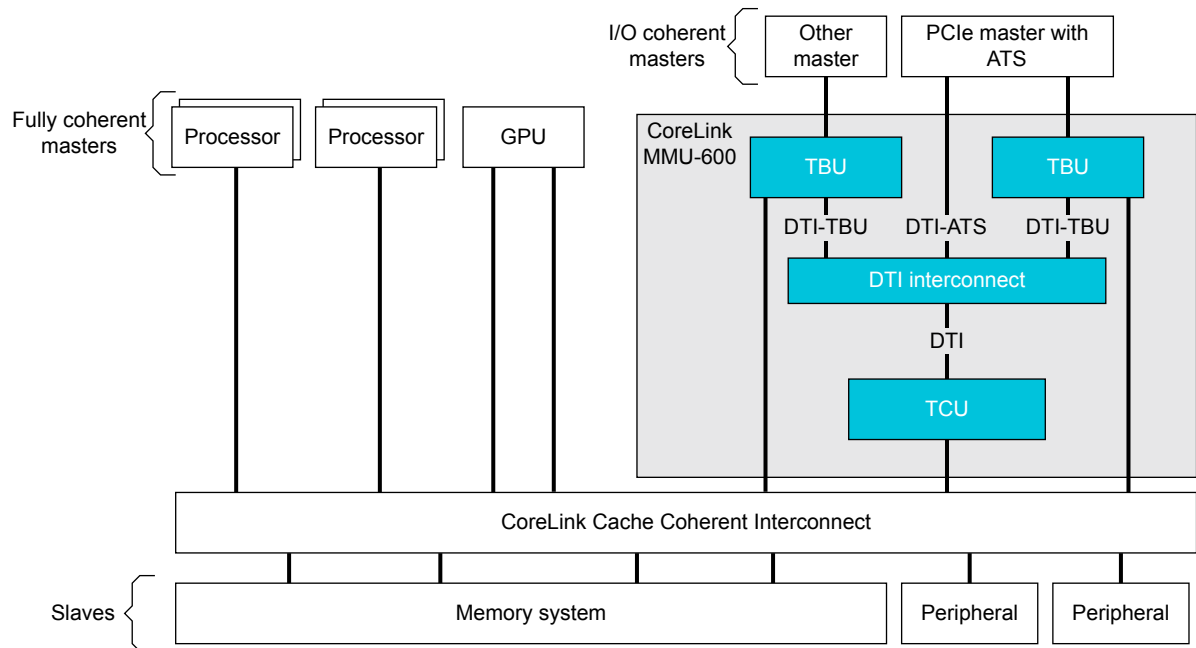 I/O coherent
masters
Other
master
PCIe master with
ATS
Fully coherent
masters
Processor
Processor
GPU
CoreLink
MMU-600
TBU
TBU
DTI-TBU
DTI-ATS
DTI-TBU
DTI interconnect
DTI
TCU
CoreLink Cache Coherent Interconnect
Slaves
Memory system
Peripheral
Peripheral